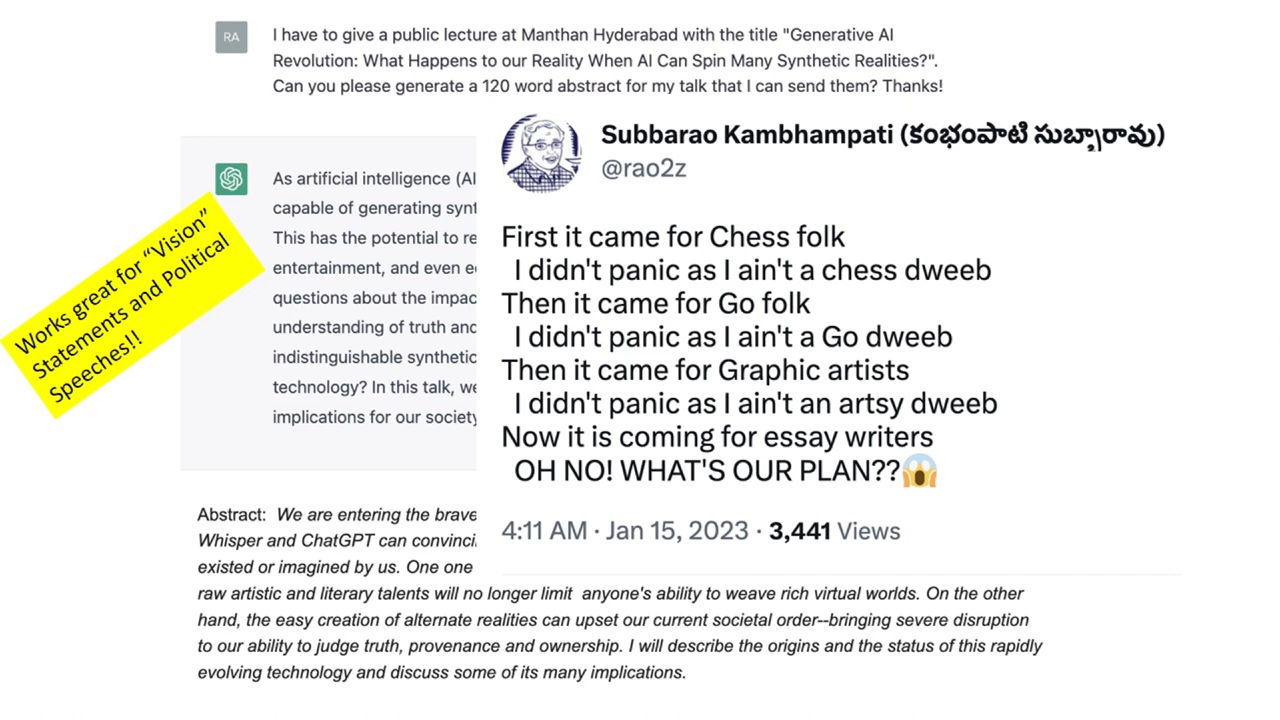 RA
I have to give a public lecture at Manthan Hyderabad with the title "Generative AI
Revolution: What Happens to our Reality When AI Can Spin Many Synthetic Realities?".
Can you please generate a 120 word abstract for my talk that I can send them? Thanks!
As artificial intelligence (AI
capable of generating synt
This has the potential to re
entertainment, and even e
questions about the impac
understanding of truth and
indistinguishable synthetic
technology? In this talk, we
implications for our society
Works great for “Vision”
Statements and Political
Speeches!!
Subbarao Kambhampati (కంభంపాటి సుబ్బారావు)
@rao2z
First it came for Chess folk
I didn't panic as I ain't a chess dweeb
Then it came for Go folk
I didn't panic as I ain't a Go dweeb
Then it came for Graphic artists
I didn't panic as I ain't an artsy dweeb
Now it is coming for essay writers
OH NO! WHAT'S OUR PLAN??😱
4:11 AM · Jan 15, 2023 · 3,441 Views
Abstract: We are entering the brave
Whisper and ChatGPT can convinci
existed or imagined by us. One one
raw artistic and literary talents will no longer limit anyone's ability to weave rich virtual worlds. On the other
hand, the easy creation of alternate realities can upset our current societal order--bringing severe disruption
to our ability to judge truth, provenance and ownership. I will describe the origins and the status of this rapidly
evolving technology and discuss some of its many implications.